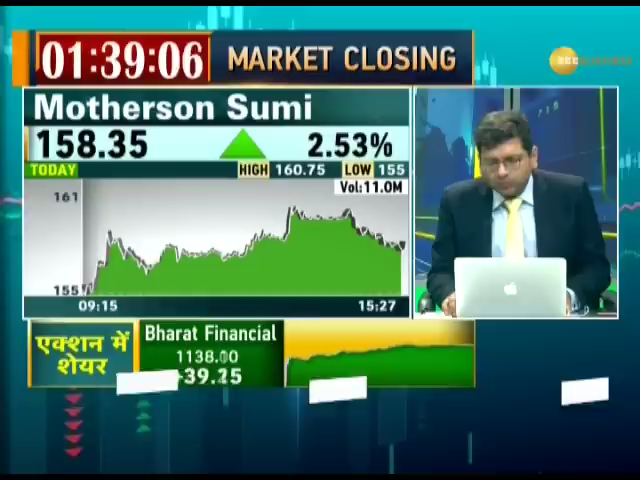 01:39:06 MARKET CLOSING
Motherson Sumi
158.35 2.53%
TODAY HIGH 160.75 LOW 155
Vol:11.0M
161
155
09:15 15:27
एक्शन में
शेयर
Bharat Financial
1138.00
39.25